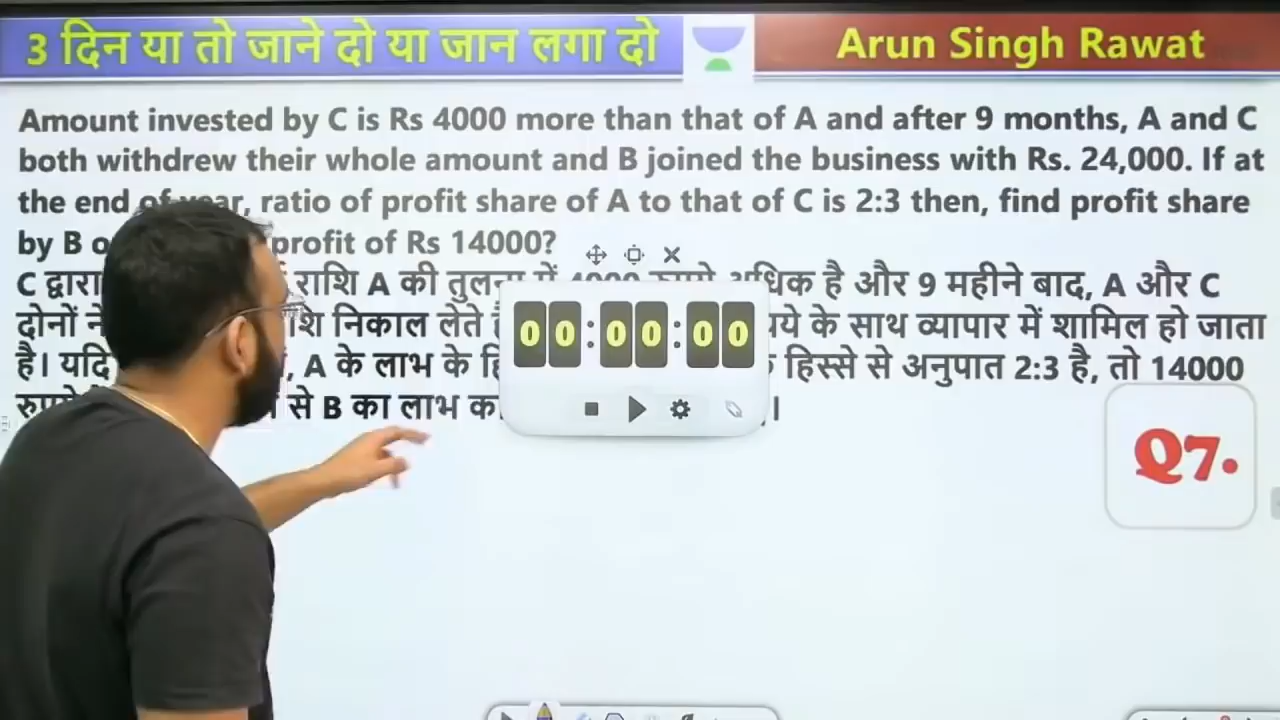 3 दिन या तो जाने दो या जान लगा दो
Arun Singh Rawat
Amount invested by C is Rs 4000 more than that of A and after 9 months, A and C
both withdrew their whole amount and B joined the business with Rs. 24,000. If at
the end of year, ratio of profit share of A to that of C is 2:3 then, find profit share
by B profit of Rs 14000?
C द्वारा राशि A की तुलना में 4000 रूपये अधिक है और 9 महीने बाद, A और C
दोनों ने निकाल लेते के साथ व्यापार में शामिल हो जाता
है। यदि , A के लाभ के हिस्से से अनुपात 2:3 है, तो 14000
से B का लाभ ।
00:00:00
Q7.